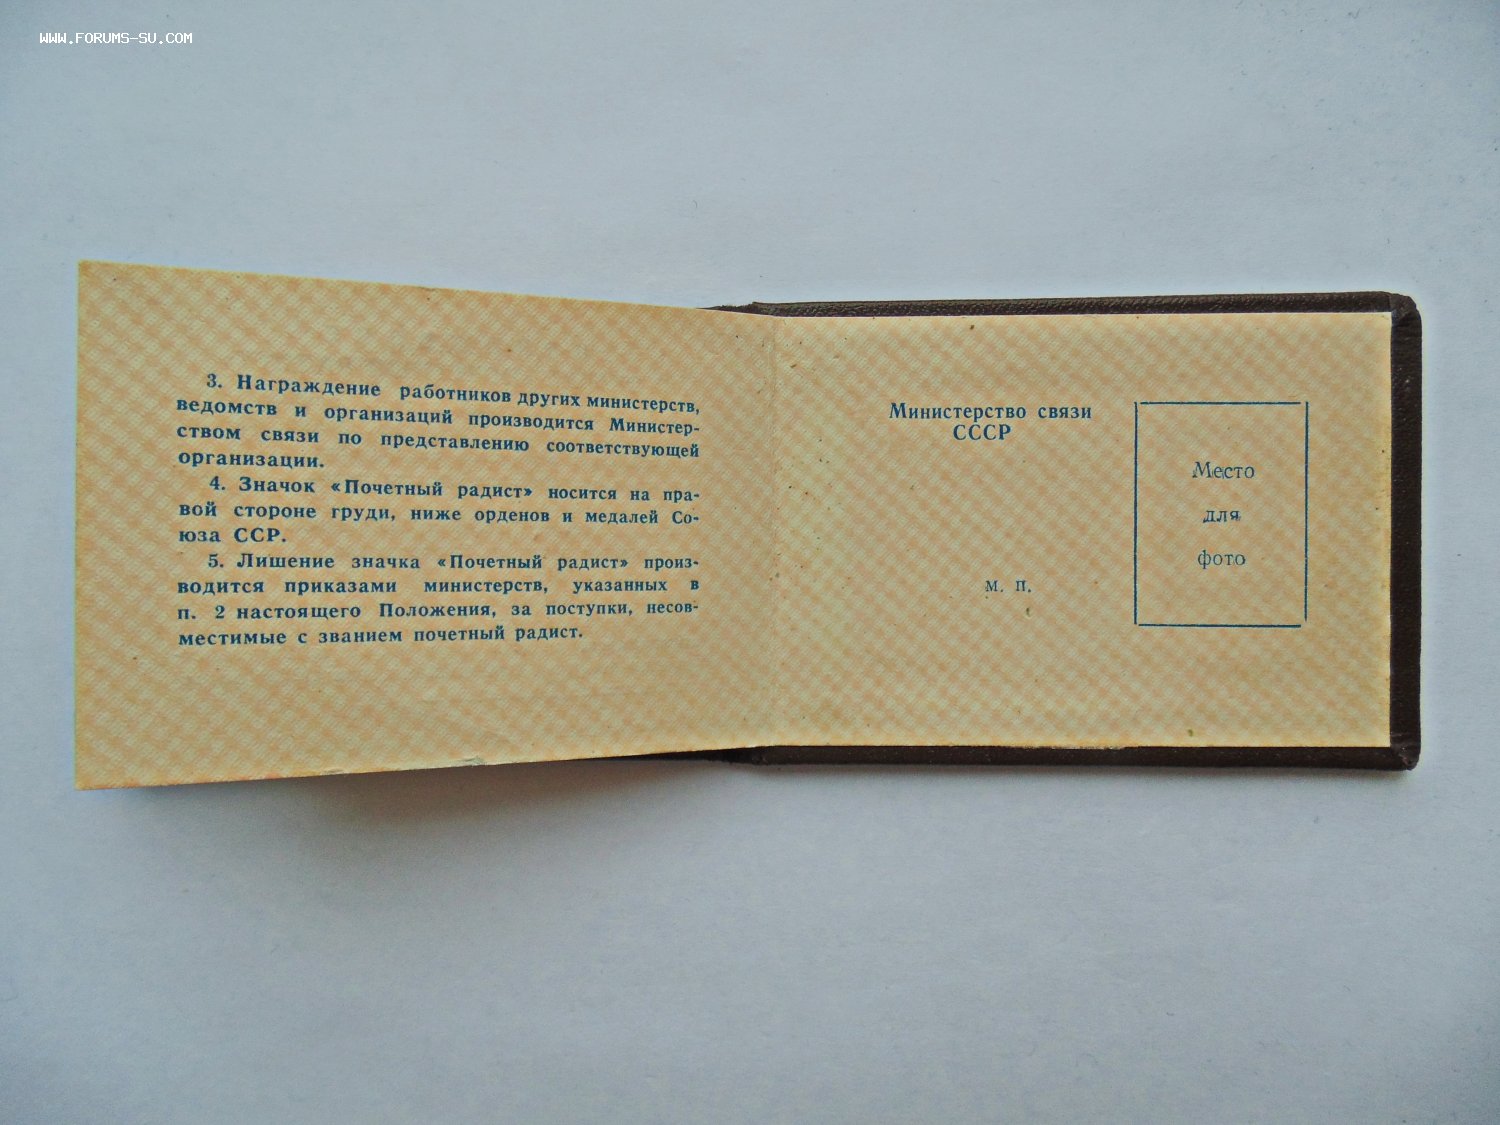 WWW.FORUMS-SU.COM
3. Награждение работников других министерств,
ведомств и организаций производится Министер-
ством связи по представлению соответствующей
организации.
4. Значок «Почетный радист» носится на пра-
вой стороне груди, ниже орденов и медалей Со-
юза ССР.
5. Лишение значка «Почетный радист» произ-
водится приказами министерств, указанных в
п. 2 настоящего Положения, за поступки, несов-
местимые с званием почетный радист.
Министерство связи
СССР
М. П.
Место
для
фото